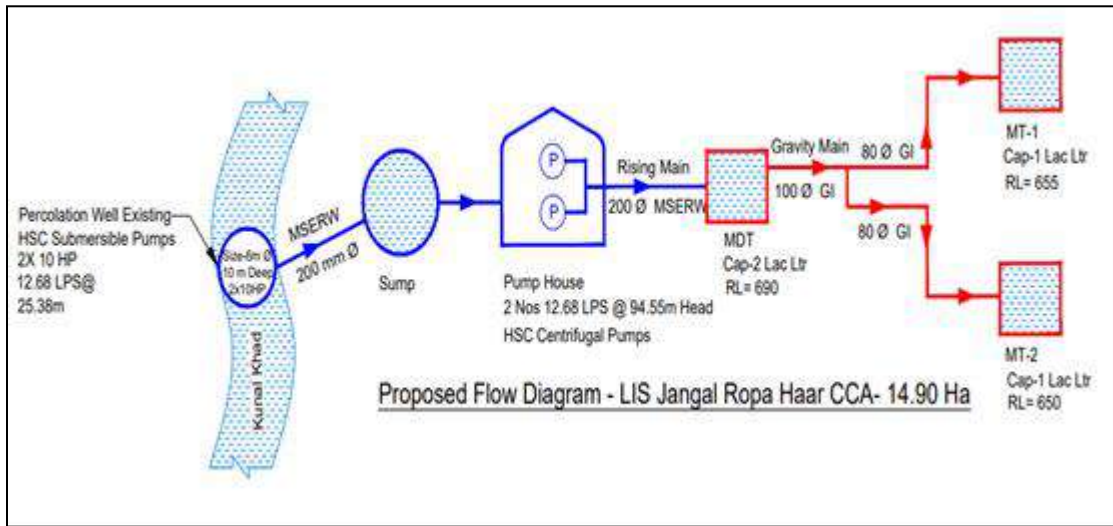 Percolation Well Existing
HSC Submersible Pumps
2X 10 HP
12.68 LPS@
25.38m
Size-6m Ø
10 m Deep
2x10HP
Kunal Khad
MSERW
200 mm Ø
Sump
P
P
Pump House
2 Nos 12.68 LPS @ 94.55m Head
HSC Centrifugal Pumps
Rising Main
200 Ø MSERW
MDT
Cap-2 Lac Ltr
RL= 690
Gravity Main
100 Ø GI
80 Ø GI
80 Ø GI
MT-1
Cap-1 Lac Ltr
RL= 655
MT-2
Cap-1 Lac Ltr
RL= 650
Proposed Flow Diagram - LIS Jangal Ropa Haar CCA- 14.90 Ha